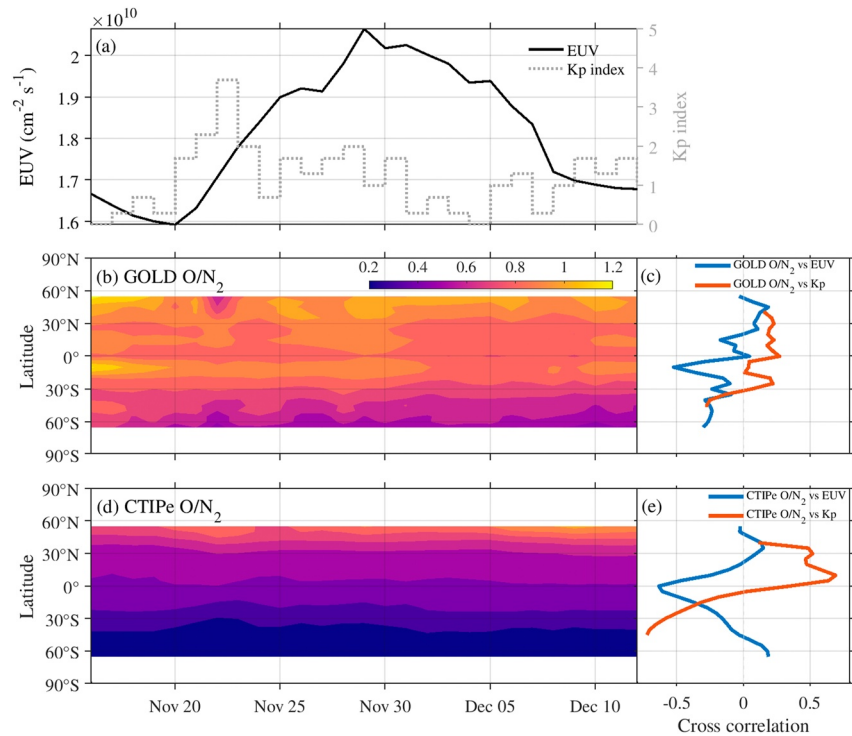 ×10¹⁰
(a)
EUV
Kp index
2
1.9
1.8
1.7
1.6
EUV (cm⁻² s⁻¹)
5
4
3
2
1
0
Kp index
90°N
60°N
30°N
0°
30°S
60°S
90°S
Latitude
(b) GOLD O/N₂
0.2 0.4 0.6 0.8 1 1.2
(c)
GOLD O/N₂ vs EUV
GOLD O/N₂ vs Kp
90°N
60°N
30°N
0°
30°S
60°S
90°S
Latitude
(d) CTIPe O/N₂
(e)
CTIPe O/N₂ vs EUV
CTIPe O/N₂ vs Kp
Nov 20 Nov 25 Nov 30 Dec 05 Dec 10
-0.5 0 0.5
Cross correlation